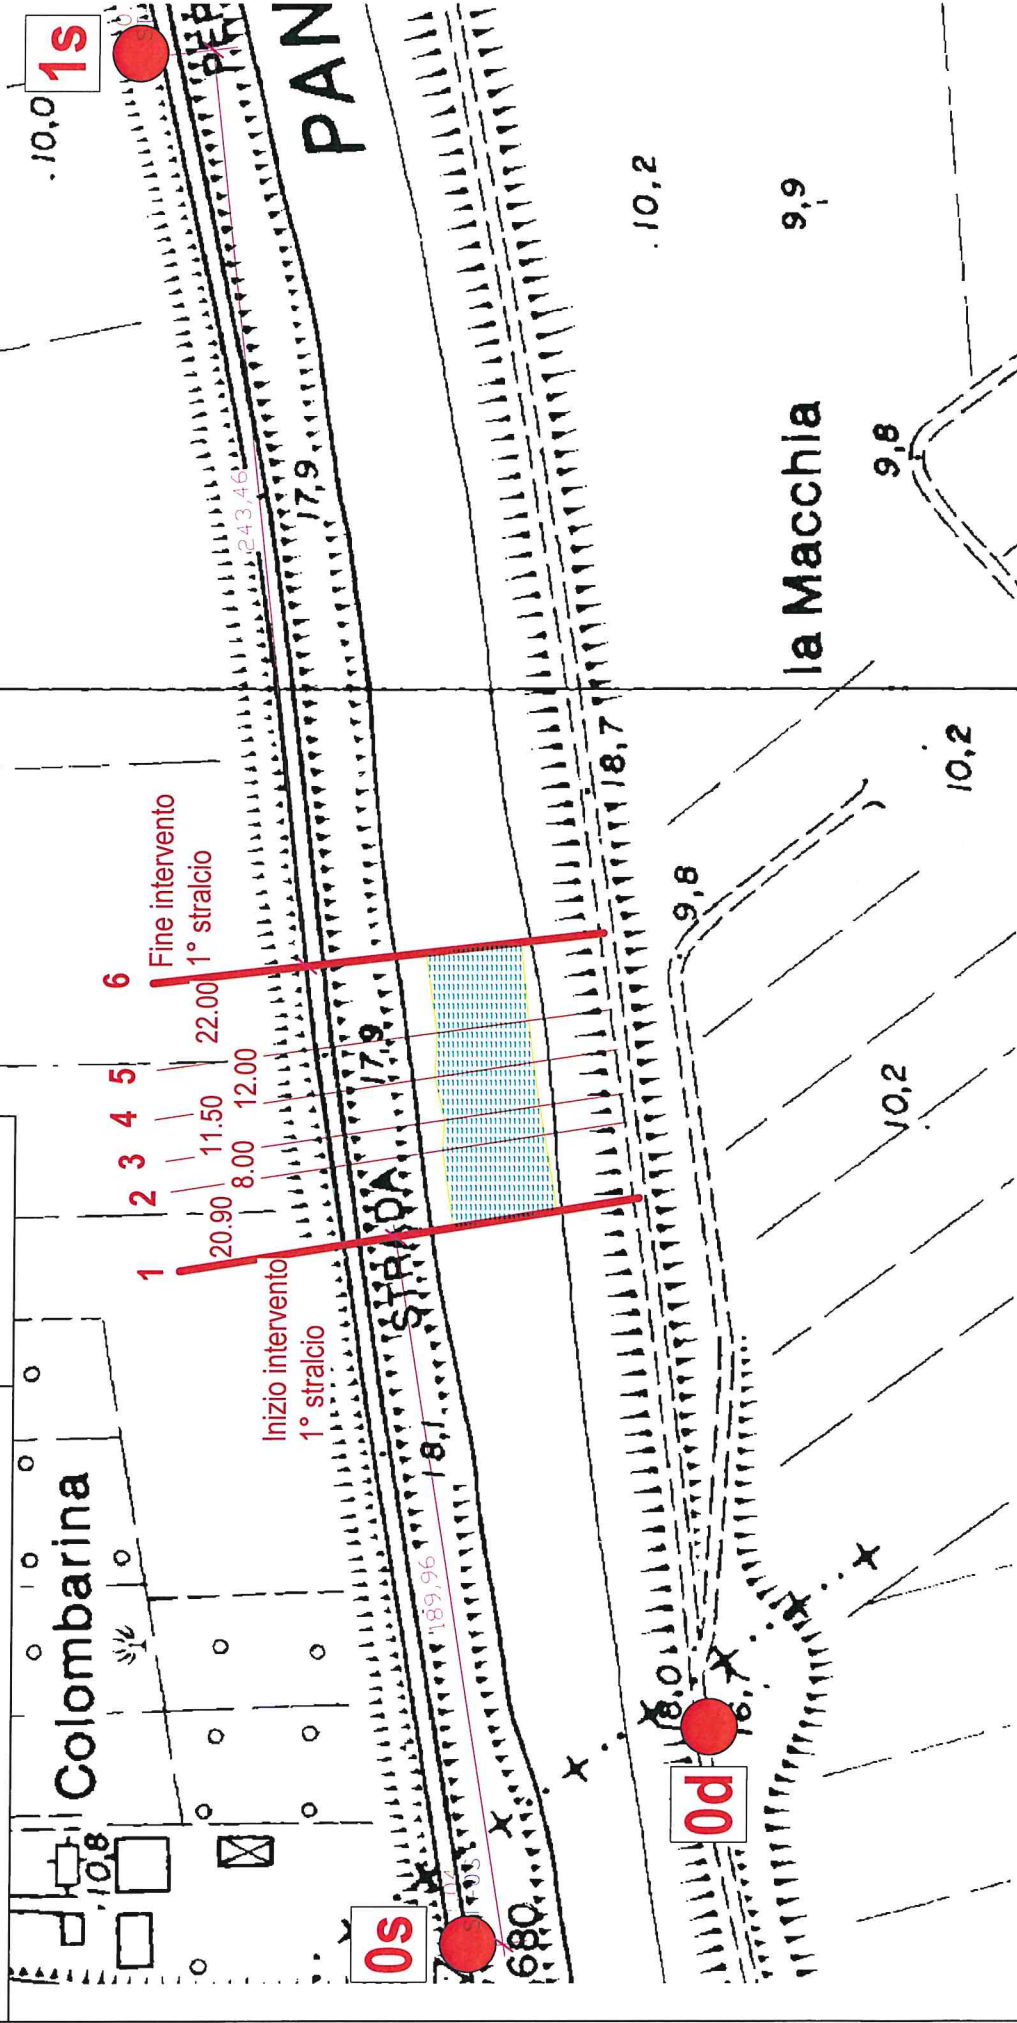 1s
.10,0
PAN
.10,2
9,9
243,46
17,9
la Macchia
9,8
18,7
10,2
Fine intervento
1° stralcio
6
22.00
5
12.00
4
11.50
3
8.00
2
20.90
1
17,9
STRADA
9,8
10,2
Inizio intervento
1° stralcio
18,1
Colombarina
189,96
18,0
16,7
0d
10,8
0s
680